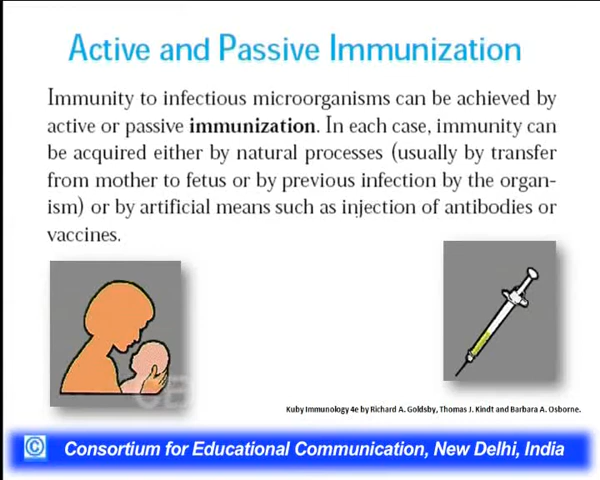 Active and Passive Immunization
Immunity to infectious microorganisms can be achieved by
active or passive immunization. In each case, immunity can
be acquired either by natural processes (usually by transfer
from mother to fetus or by previous infection by the organ-
ism) or by artificial means such as injection of antibodies or
vaccines.
Kuby Immunology 4e by Richard A. Goldsby, Thomas J. Kindt and Barbara A. Osborne.
© Consortium for Educational Communication, New Delhi, India